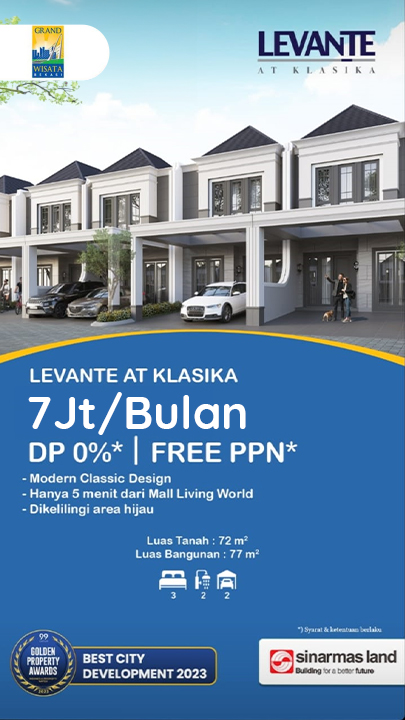 GRAND
WISATA
BEKASI
LEVANTE
AT KLASIKA
LEVANTE AT KLASIKA
7Jt/Bulan
DP 0%* | FREE PPN*
- Modern Classic Design
- Hanya 5 menit dari Mall Living World
- Dikelilingi area hijau
Luas Tanah : 72 m²
Luas Bangunan : 77 m²
3 2 2
*) Syarat & ketentuan berlaku
99
GOLDEN
PROPERTY
AWARDS
BEST CITY
DEVELOPMENT 2023
sinarmas land
Building for a better future